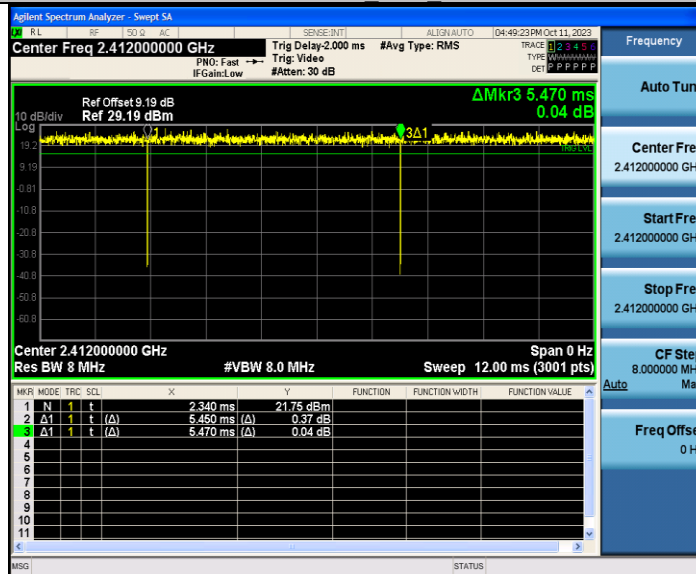 Agilent Spectrum Analyzer - Swept SA
RL RF 50 Ω AC SENSE:INT ALIGN AUTO 04:49:23 PM Oct 11, 2023
Center Freq 2.412000000 GHz
PNO: Fast
IFGain:Low
Trig Delay-2.000 ms
Trig: Video
#Atten: 30 dB
#Avg Type: RMS
TRACE 1 2 3 4 5 6
TYPE W
DET P P P P P P
Frequency
Auto Tun
Center Fre
2.412000000 GH
Start Fre
2.412000000 GH
Stop Fre
2.412000000 GH
CF Ste
8.000000 MH
Auto Ma
Freq Offse
0 H
ΔMkr3 5.470 ms
0.04 dB
Ref Offset 9.19 dB
10 dB/div Ref 29.19 dBm
Log
1
3Δ1
TRIG LVL
19.2
9.19
-0.81
-10.8
-20.8
-30.8
-40.8
-50.8
-60.8
Center 2.412000000 GHz Span 0 Hz
Res BW 8 MHz #VBW 8.0 MHz Sweep 12.00 ms (3001 pts)
MKR MODE TRC SCL X Y FUNCTION FUNCTION WIDTH FUNCTION VALUE
1 N 1 t 2.340 ms 21.75 dBm
2 Δ1 1 t (Δ) 5.450 ms (Δ) 0.37 dB
3 Δ1 1 t (Δ) 5.470 ms (Δ) 0.04 dB
4
5
6
7
8
9
10
11
MSG STATUS